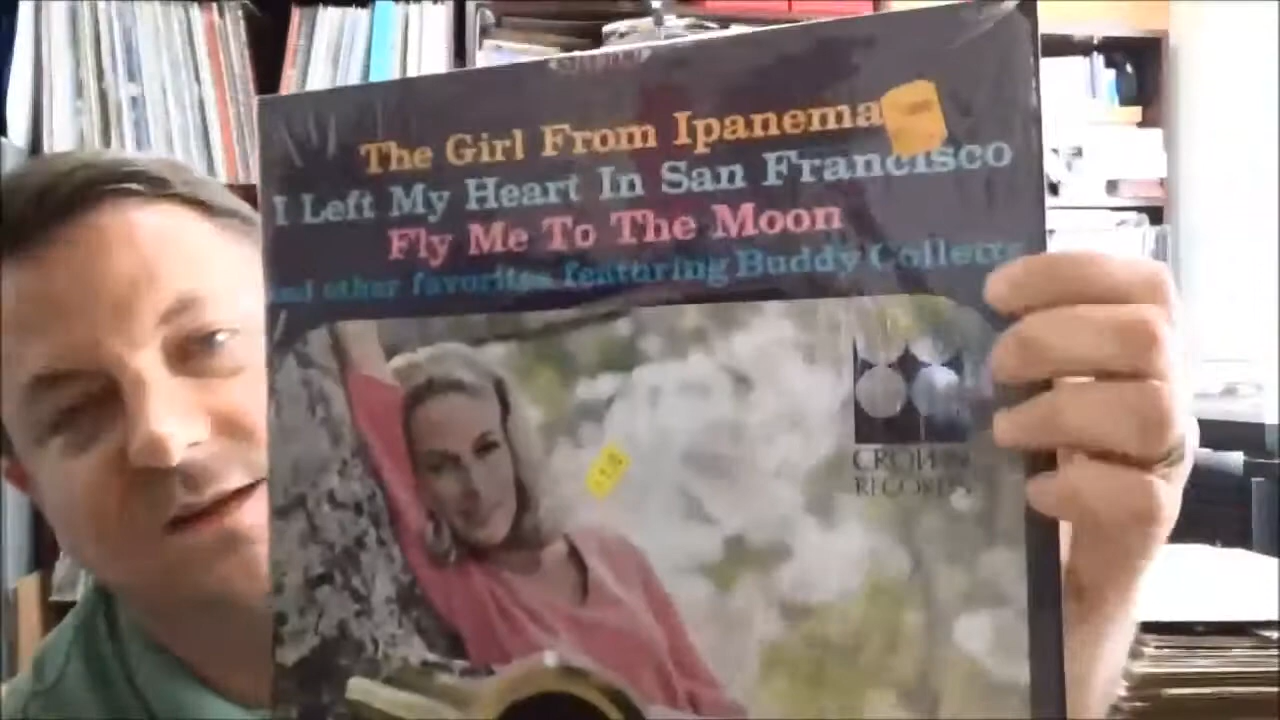 The Girl From Ipanema
I Left My Heart In San Francisco
Fly Me To The Moon
and other favorites featuring Buddy Collette
CROWN
RECORDS